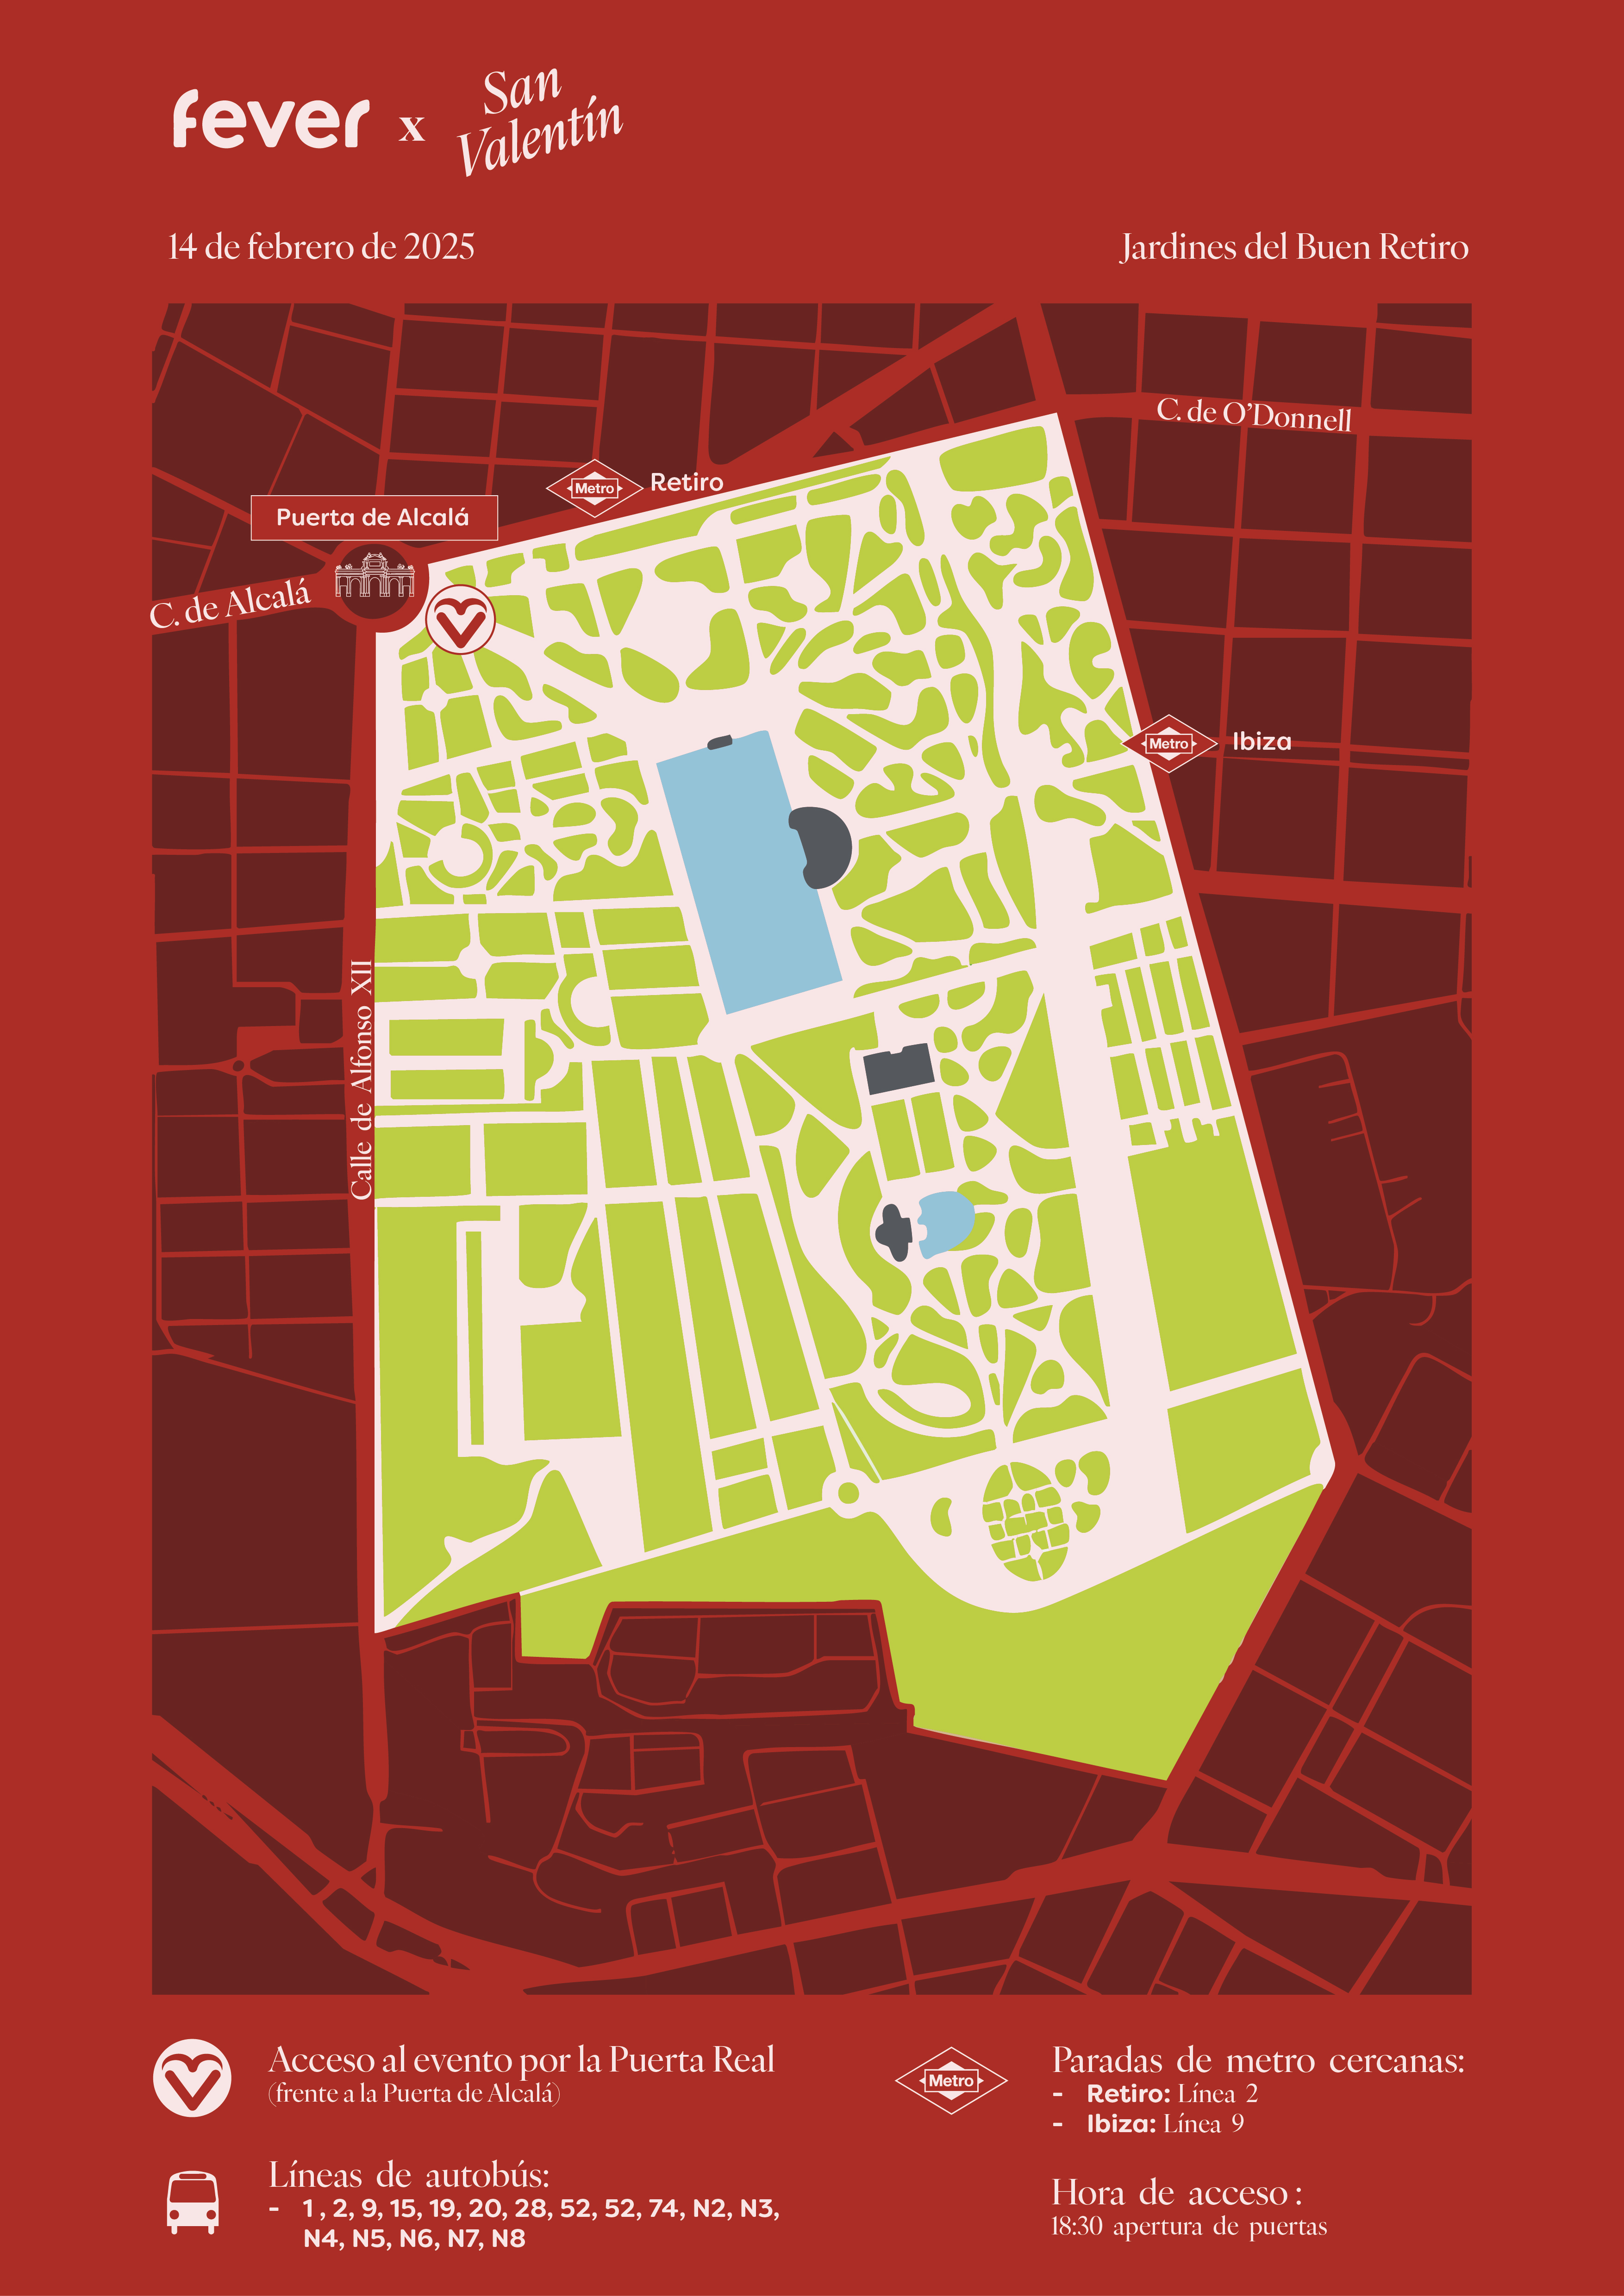 fever x San Valentín
14 de febrero de 2025
Jardines del Buen Retiro
C. de O'Donnell
Metro Retiro
Puerta de Alcalá
C. de Alcalá
Metro Ibiza
Calle de Alfonso XII
Acceso al evento por la Puerta Real
(frente a la Puerta de Alcalá)
Líneas de autobús:
- 1, 2, 9, 15, 19, 20, 28, 52, 52, 74, N2, N3,
N4, N5, N6, N7, N8
Metro
Paradas de metro cercanas:
- Retiro: Línea 2
- Ibiza: Línea 9
Hora de acceso :
18:30 apertura de puertas